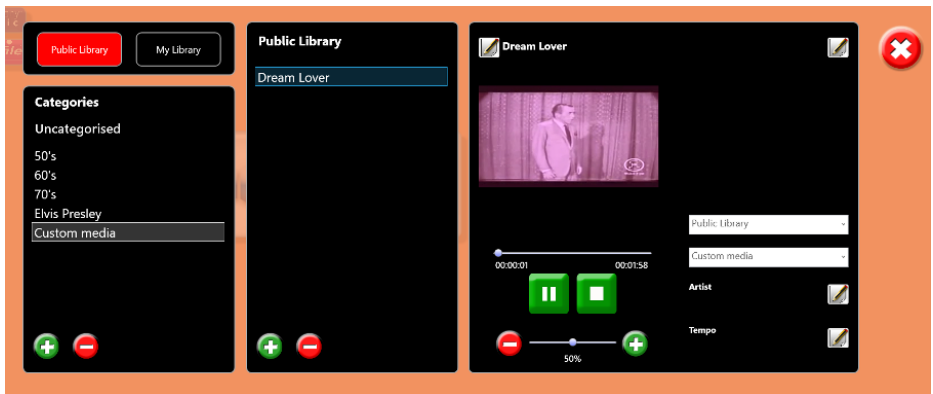 Public Library
My Library
Categories
Uncategorised
50's
60's
70's
Elvis Presley
Custom media
Public Library
Dream Lover
Dream Lover
00:00:01
00:01:58
50%
Public Library
Custom media
Artist
Tempo